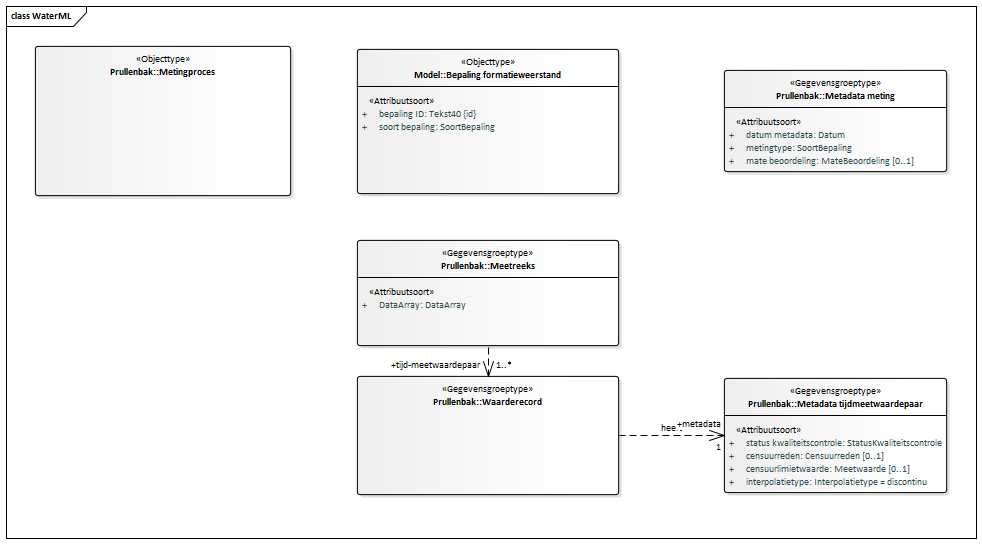 class WaterML
«Objecttype»
Prullenbak::Metingproces
«Objecttype»
Model::Bepaling formatieweerstand
«Attribuutsoort»
+ bepaling ID: Tekst40 {id}
+ soort bepaling: SoortBepaling
«Gegevensgroeptype»
Prullenbak::Metadata meting
«Attribuutsoort»
+ datum metadata: Datum
+ metingtype: SoortBepaling
+ mate beoordeling: MateBeoordeling [0..1]
«Gegevensgroeptype»
Prullenbak::Meetreeks
«Attribuutsoort»
+ DataArray: DataArray
+tijd-meetwaardepaar 1..*
«Gegevensgroeptype»
Prullenbak::Waarderecord
hee.. +metadata
1
«Gegevensgroeptype»
Prullenbak::Metadata tijdmeetwaardepaar
«Attribuutsoort»
+ status kwaliteitscontrole: StatusKwaliteitscontrole
+ censuurreden: Censuurreden [0..1]
+ censuurlimietwaarde: Meetwaarde [0..1]
+ interpolatietype: Interpolatietype = discontinu